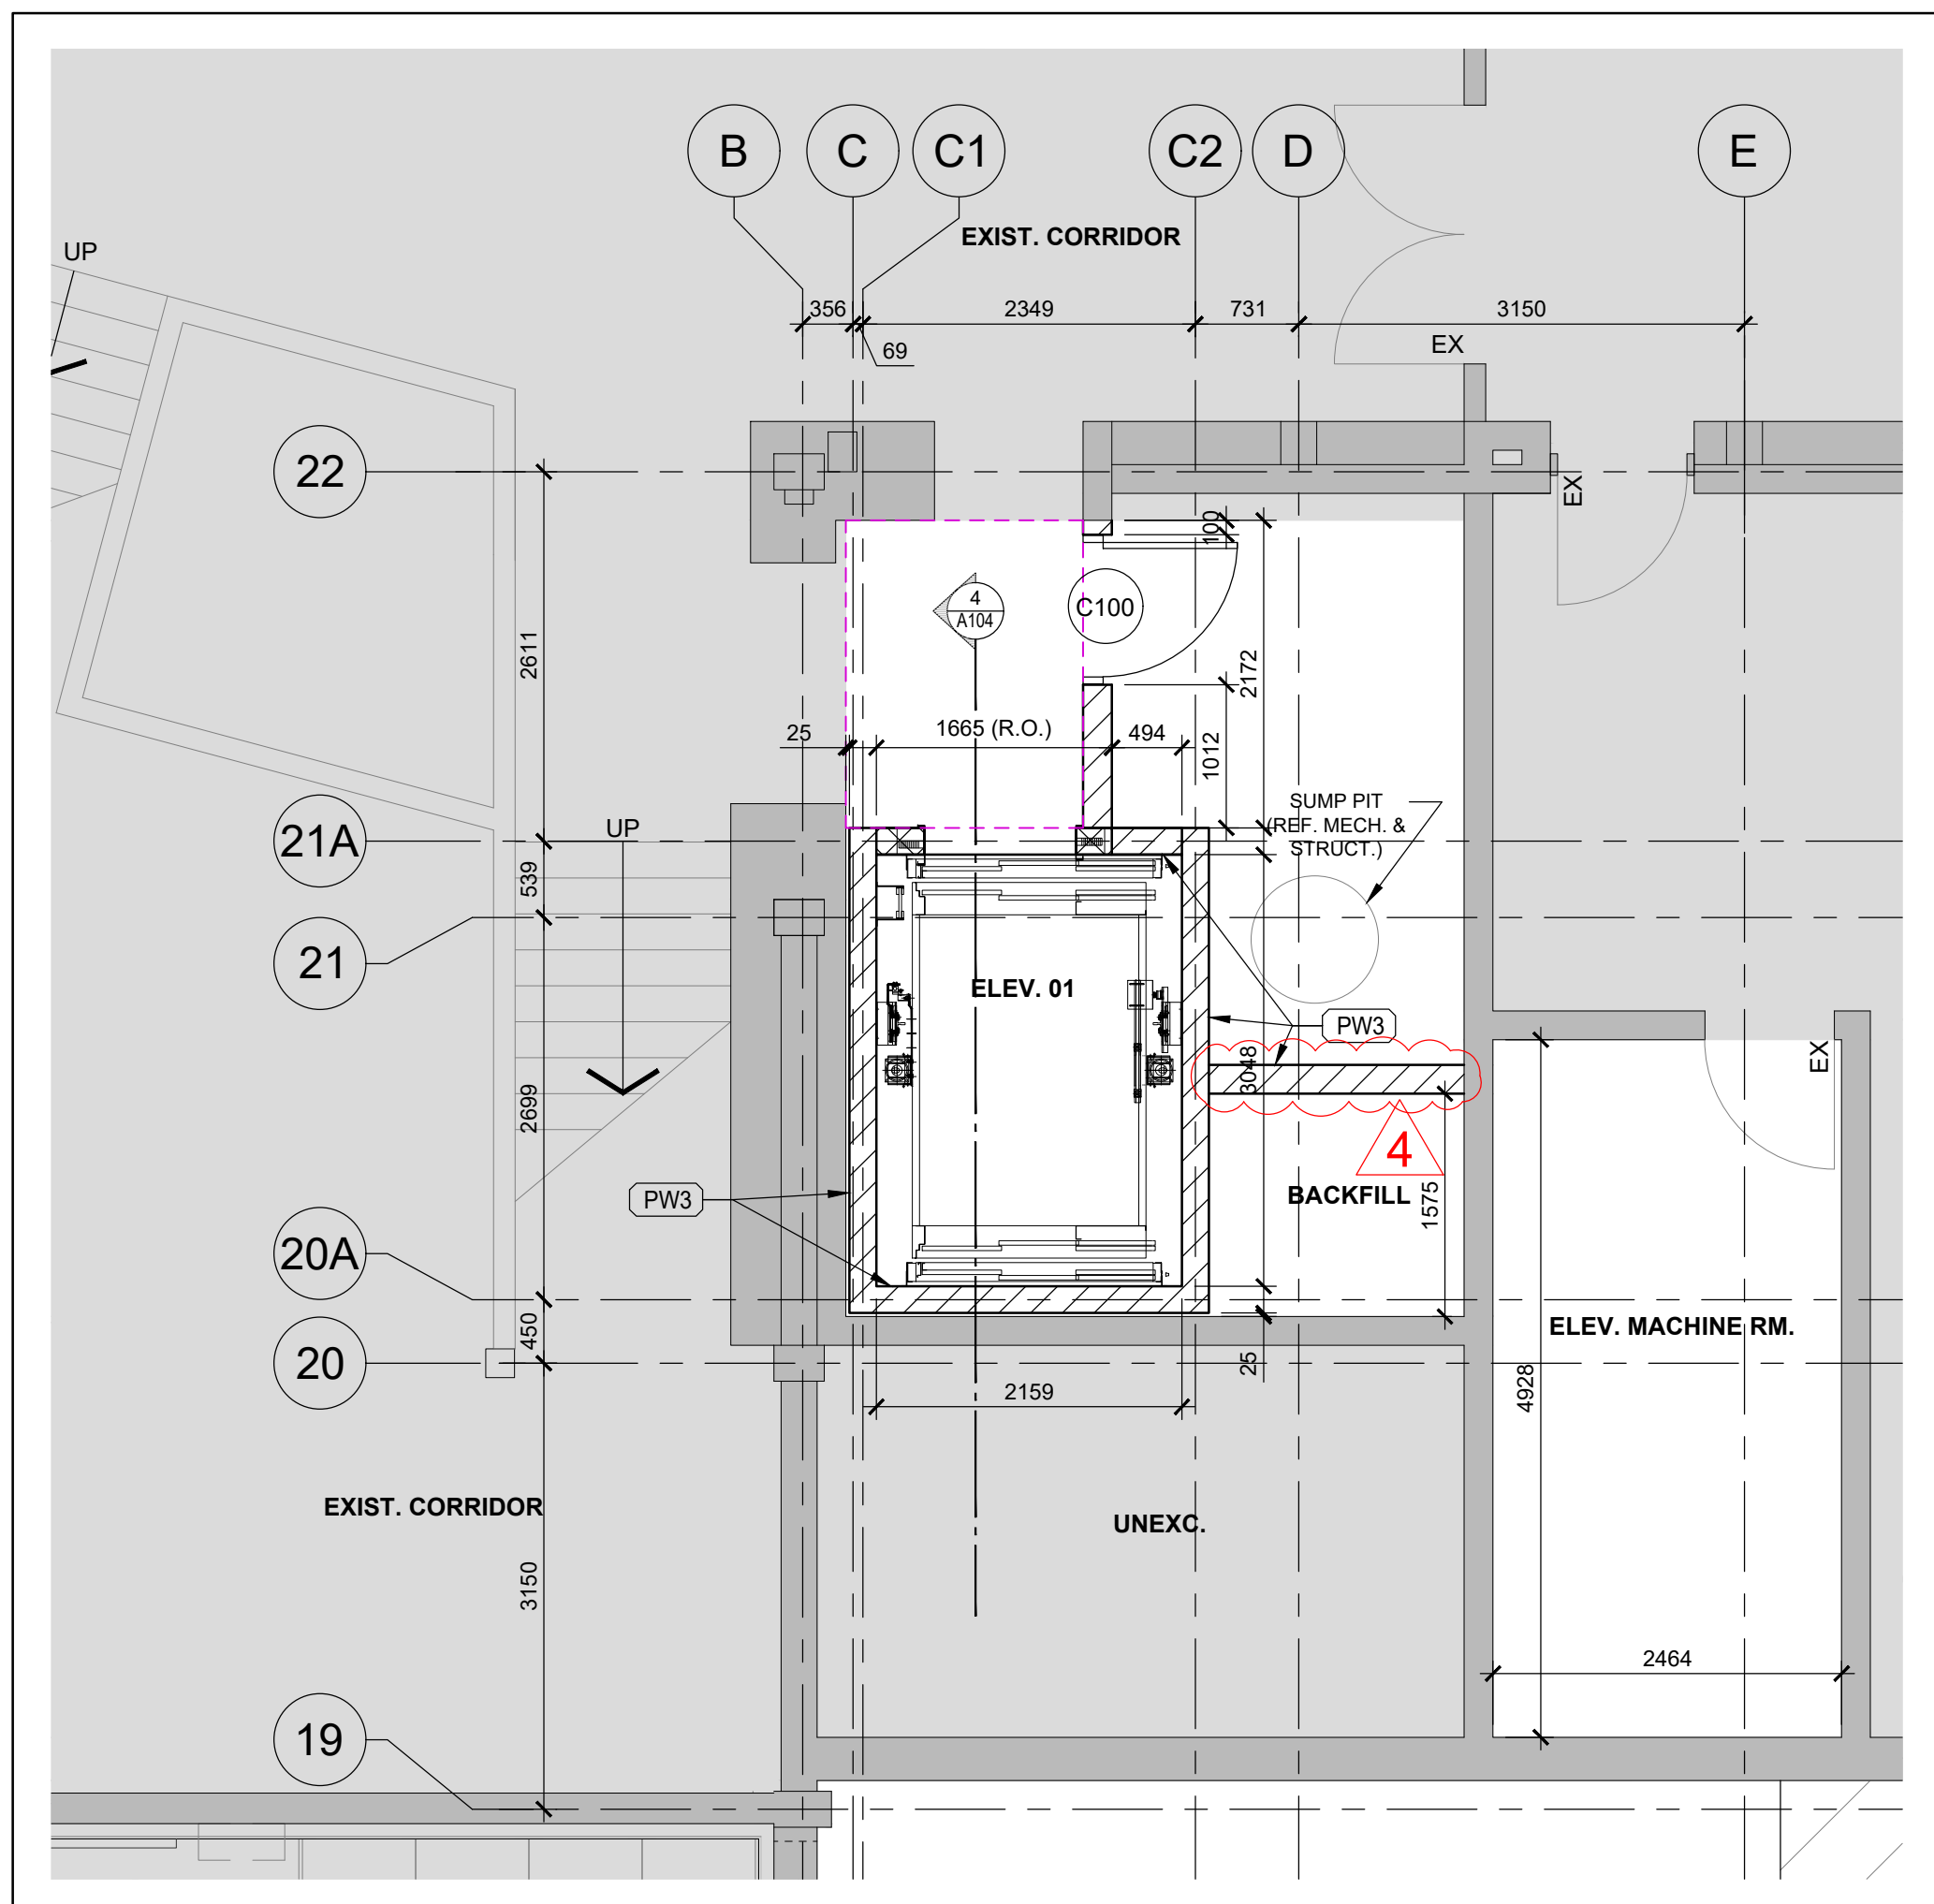 B
C
C1
C2
D
E
EXIST. CORRIDOR
UP
356
2349
731
3150
69
EX
22
EX
100
4
A104
C100
2611
2172
25
1665 (R.O.)
494
1012
SUMP PIT
(REF. MECH. &
STRUCT.)
21A
UP
539
21
ELEV. 01
PW3
3048
EX
2699
4
PW3
BACKFILL
1575
20A
450
ELEV. MACHINE RM.
20
25
4928
2159
EXIST. CORRIDOR
UNEXC.
3150
2464
19